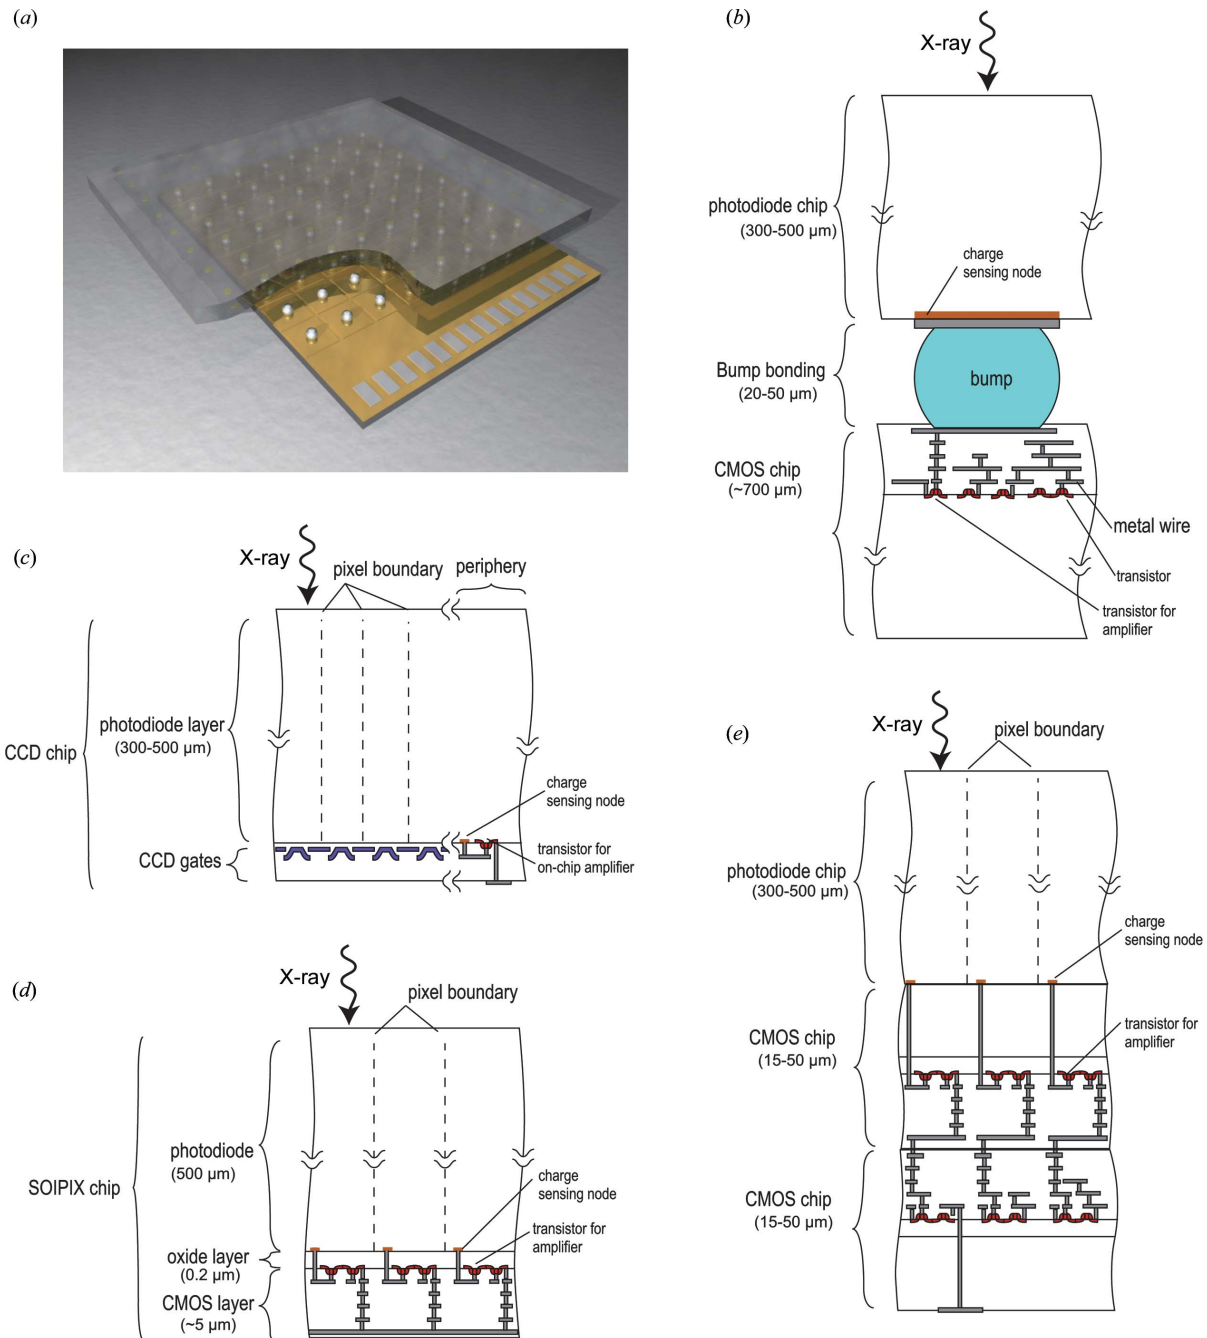 (a)
(b)
X-ray
photodiode chip
(300-500 μm)
charge
sensing node
Bump bonding
(20-50 μm)
bump
CMOS chip
(~700 μm)
metal wire
transistor
transistor for
amplifier
(c)
X-ray
pixel boundary
periphery
photodiode layer
(300-500 μm)
CCD chip
charge
sensing node
CCD gates
transistor for
on-chip amplifier
(d)
X-ray
pixel boundary
photodiode
(500 μm)
SOIPIX chip
charge
sensing node
transistor for
amplifier
oxide layer
(0.2 μm)
CMOS layer
(~5 μm)
(e)
X-ray
pixel boundary
photodiode chip
(300-500 μm)
charge
sensing node
CMOS chip
(15-50 μm)
transistor for
amplifier
CMOS chip
(15-50 μm)